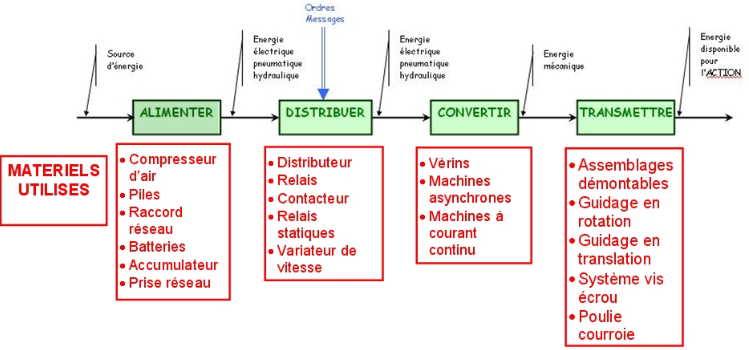 Ordres
Messages
Source
d'énergie
Energie
électrique
pneumatique
hydraulique
Energie
électrique
pneumatique
hydraulique
Energie
mécanique
Energie
disponible
pour
l'ACTION
ALIMENTER
DISTRIBUER
CONVERTIR
TRANSMETTRE
MATERIELS
UTILISES
• Compresseur
d'air
• Piles
• Raccord
réseau
• Batteries
• Accumulateur
• Prise réseau
• Distributeur
• Relais
• Contacteur
• Relais
statiques
• Variateur de
vitesse
• Vérins
• Machines
asynchrones
• Machines à
courant
continu
• Assemblages
démontables
• Guidage en
rotation
• Guidage en
translation
• Système vis
écrou
• Poulie
courroie